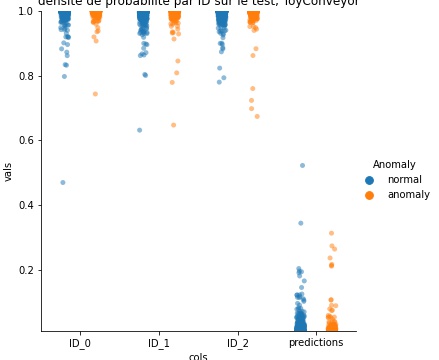 densité de probabilité par ID sur le test, ToyConveyor
1.0
0.8
0.6
0.4
0.2
vals
Anomaly
normal
anomaly
ID_0 ID_1 ID_2 predictions
cols